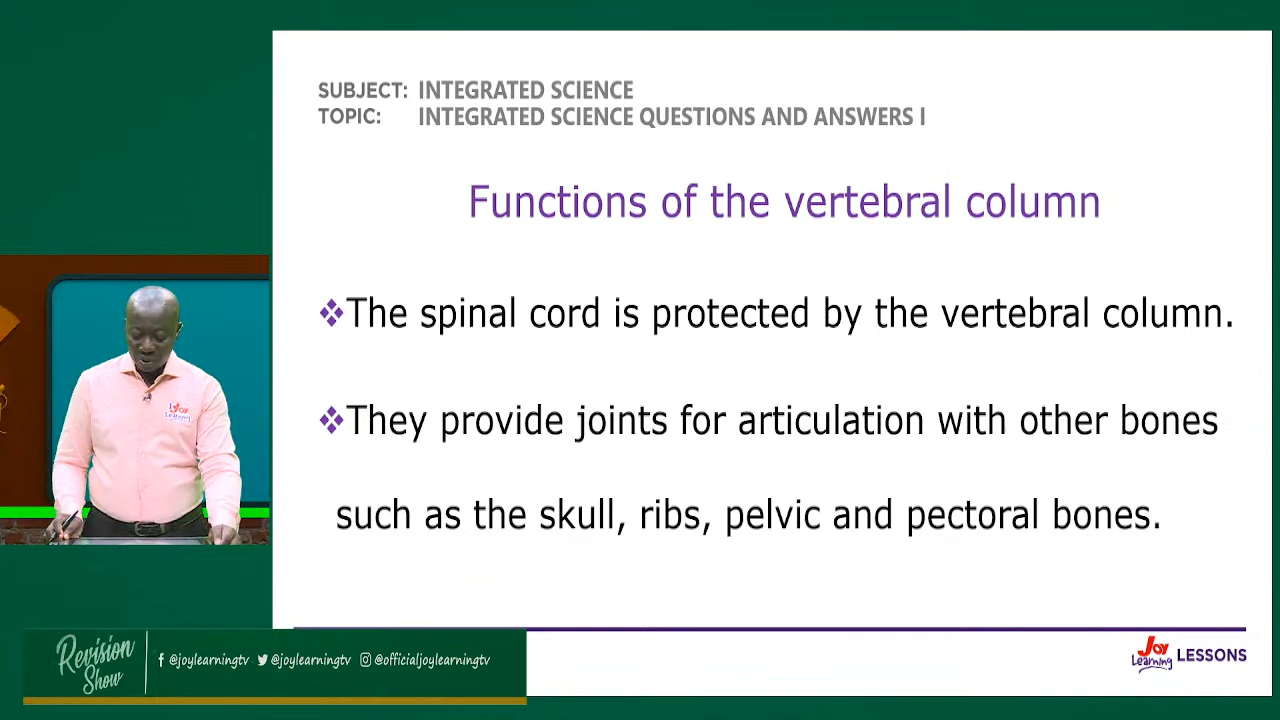 SUBJECT: INTEGRATED SCIENCE
TOPIC: INTEGRATED SCIENCE QUESTIONS AND ANSWERS I
Functions of the vertebral column
❖The spinal cord is protected by the vertebral column.
❖They provide joints for articulation with other bones
such as the skull, ribs, pelvic and pectoral bones.
Joy
Learning
Revision
Show
@joylearningtv @joylearningtv @officialjoylearningtv
Joy
Learning LESSONS